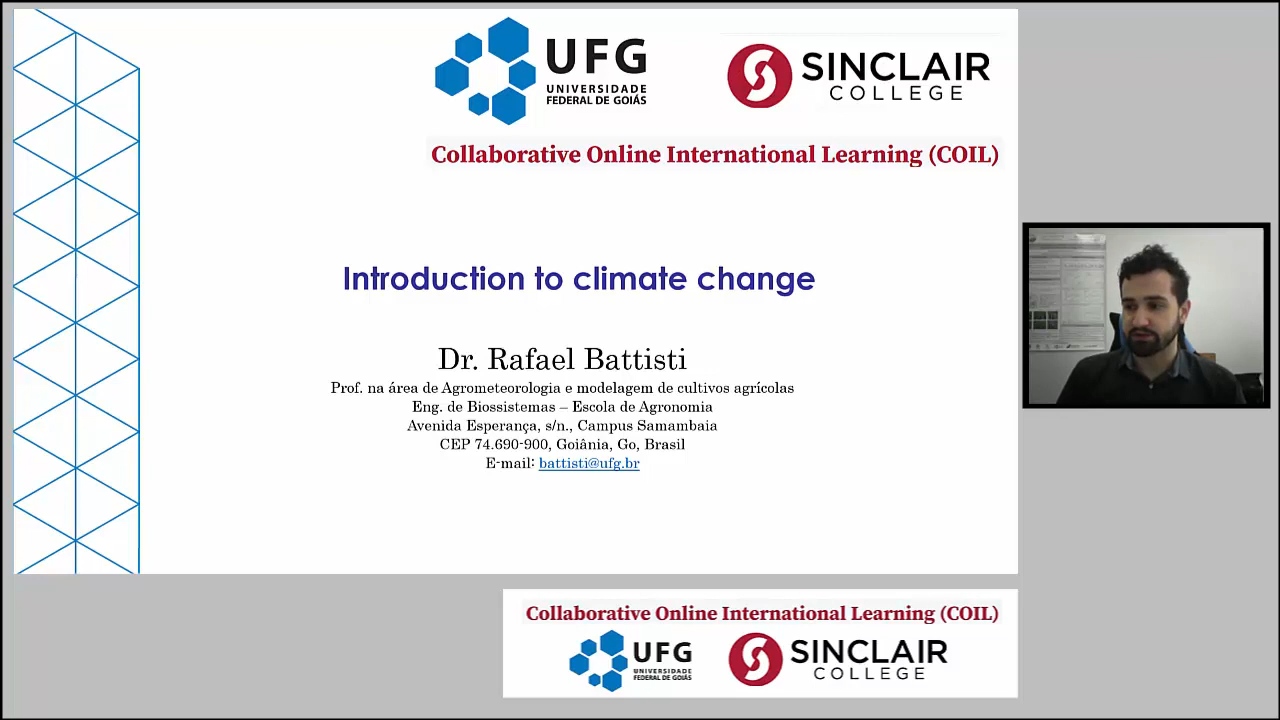 UFG
UNIVERSIDADE
FEDERAL DE GOIÁS
SINCLAIR
COLLEGE
Collaborative Online International Learning (COIL)
Introduction to climate change
Dr. Rafael Battisti
Prof. na área de Agrometeorologia e modelagem de cultivos agrícolas
Eng. de Biossistemas – Escola de Agronomia
Avenida Esperança, s/n., Campus Samambaia
CEP 74.690-900, Goiânia, Go, Brasil
E-mail: battisti@ufg.br
Collaborative Online International Learning (COIL)
UFG
UNIVERSIDADE
FEDERAL DE GOIÁS
SINCLAIR
COLLEGE